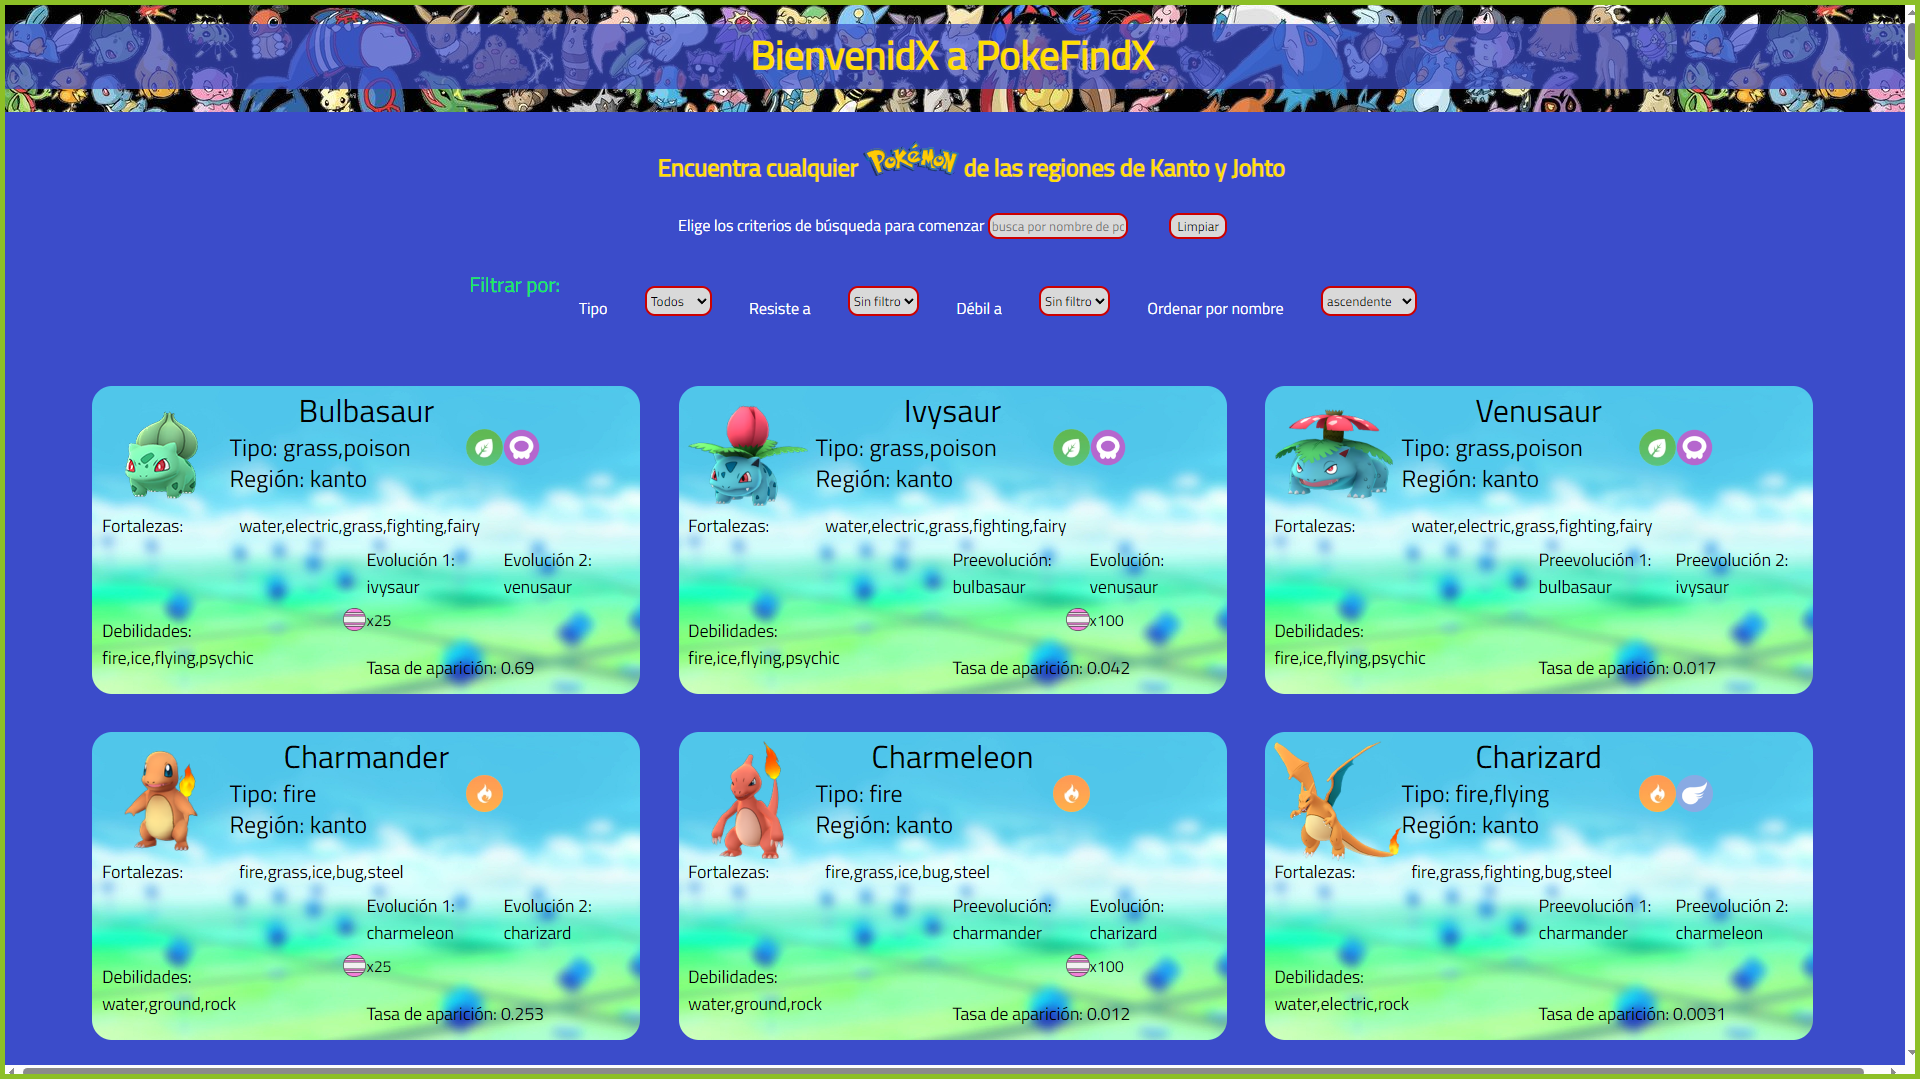 BienvenidX a PokeFindX
Encuentra cualquier Pokémon de las regiones de Kanto y Johto
Elige los criterios de búsqueda para comenzar busca por nombre de po Limpiar
Filtrar por:
Tipo Todos Resiste a Sin filtro Débil a Sin filtro Ordenar por nombre ascendente
Bulbasaur
Tipo: grass,poison
Región: kanto
Fortalezas: water,electric,grass,fighting,fairy
Evolución 1: Evolución 2:
ivysaur venusaur
x25
Debilidades:
fire,ice,flying,psychic
Tasa de aparición: 0.69
Ivysaur
Tipo: grass,poison
Región: kanto
Fortalezas: water,electric,grass,fighting,fairy
Preevolución: Evolución:
bulbasaur venusaur
x100
Debilidades:
fire,ice,flying,psychic
Tasa de aparición: 0.042
Venusaur
Tipo: grass,poison
Región: kanto
Fortalezas: water,electric,grass,fighting,fairy
Preevolución 1: Preevolución 2:
bulbasaur ivysaur
Debilidades:
fire,ice,flying,psychic
Tasa de aparición: 0.017
Charmander
Tipo: fire
Región: kanto
Fortalezas: fire,grass,ice,bug,steel
Evolución 1: Evolución 2:
charmeleon charizard
x25
Debilidades:
water,ground,rock
Tasa de aparición: 0.253
Charmeleon
Tipo: fire
Región: kanto
Fortalezas: fire,grass,ice,bug,steel
Preevolución: Evolución:
charmander charizard
x100
Debilidades:
water,ground,rock
Tasa de aparición: 0.012
Charizard
Tipo: fire,flying
Región: kanto
Fortalezas: fire,grass,fighting,bug,steel
Preevolución 1: Preevolución 2:
charmander charmeleon
Debilidades:
water,electric,rock
Tasa de aparición: 0.0031